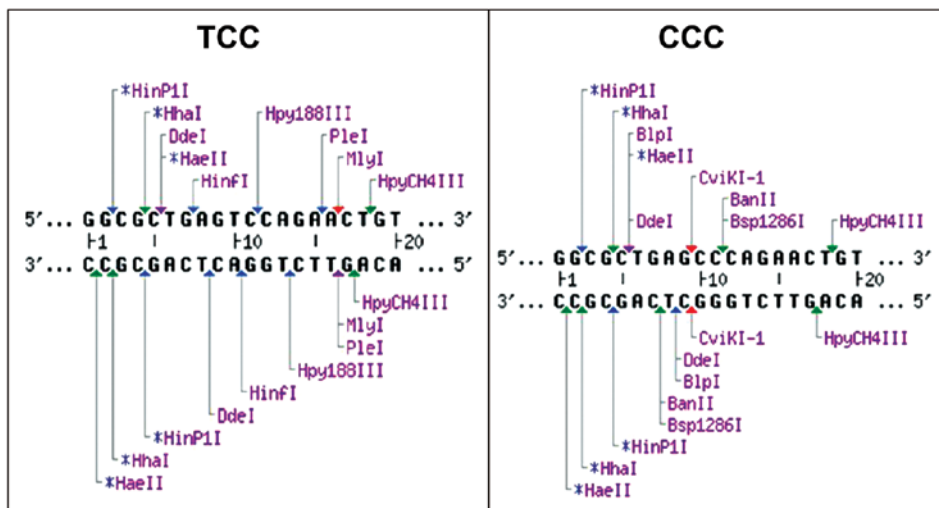 TCC
*HinP1I
*HhaI
DdeI
*HaeII
HinfI
Hpy188III
PleI
MlyI
HpyCH4III
5′... GGCGCTGAGTCCAGAACTGT ... 3′
1 10 20
3′... CCGCGACTCAGGTCTTGACA ... 5′
HpyCH4III
MlyI
PleI
Hpy188III
HinfI
DdeI
*HinP1I
*HhaI
*HaeII
CCC
*HinP1I
*HhaI
BlpI
*HaeII
CviKI-1
BanII
DdeI
Bsp1286I
HpyCH4III
5′... GGCGCTGAGCCCAGAACTGT ... 3′
1 10 20
3′... CCGCGACTCGGGTCTTGACA ... 5′
CviKI-1
HpyCH4III
DdeI
BlpI
BanII
Bsp1286I
*HinP1I
*HhaI
*HaeII